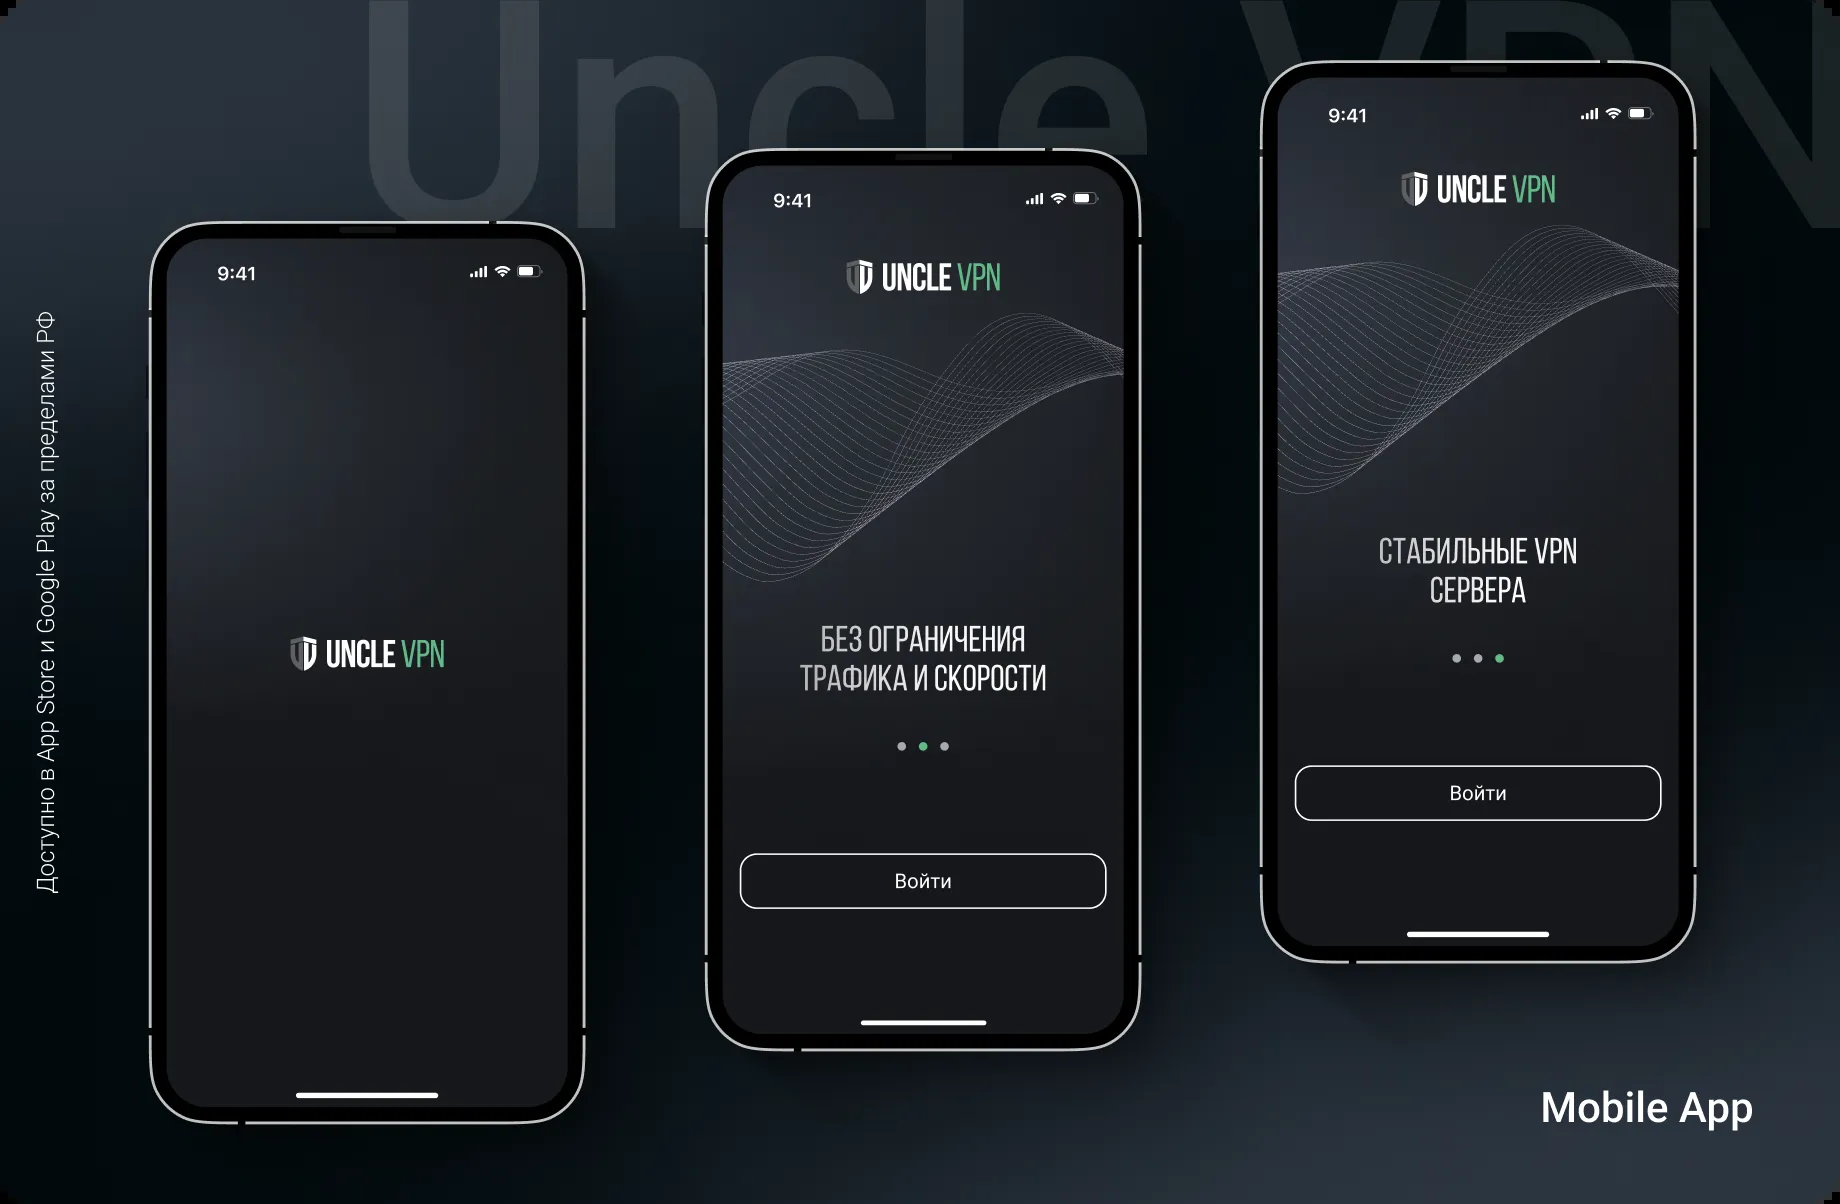 Uncle VPN
Доступно в App Store и Google Play за пределами РФ
9:41
UNCLE VPN
9:41
UNCLE VPN
БЕЗ ОГРАНИЧЕНИЯ
ТРАФИКА И СКОРОСТИ
Войти
9:41
UNCLE VPN
СТАБИЛЬНЫЕ VPN
СЕРВЕРА
Войти
Mobile App